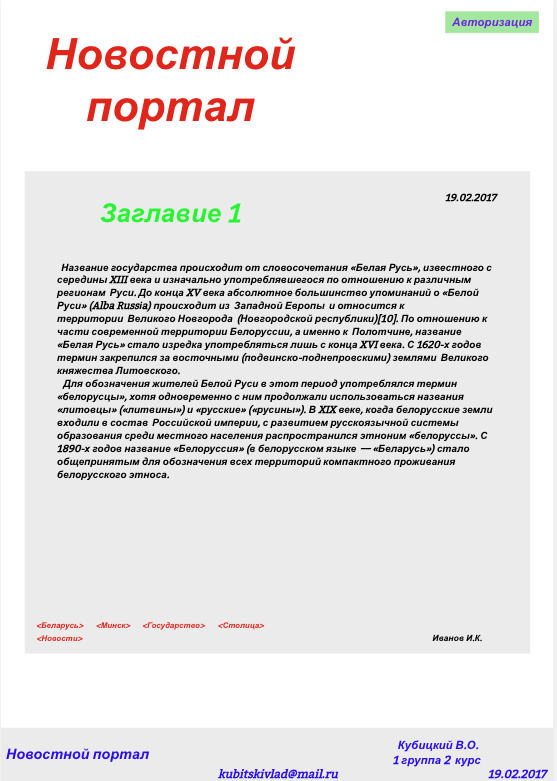 Авторизация
Новостной
портал
19.02.2017
Заглавие 1
Название государства происходит от словосочетания «Белая Русь», известного с
середины XIII века и изначально употреблявшегося по отношению к различным
регионам Руси. До конца XV века абсолютное большинство упоминаний о «Белой
Руси» (Alba Russia) происходит из Западной Европы и относится к
территории Великого Новгорода (Новгородской республики)[10]. По отношению к
части современной территории Белоруссии, а именно к Полотчине, название
«Белая Русь» стало изредка употребляться лишь с конца XVI века. С 1620-х годов
термин закрепился за восточными (подвинско-поднепровскими) землями Великого
княжества Литовского.
Для обозначения жителей Белой Руси в этот период употреблялся термин
«белорусцы», хотя одновременно с ним продолжали использоваться названия
«литовцы» («литвины») и «русские» («русины»). В XIX веке, когда белорусские земли
входили в состав Российской империи, с развитием русскоязычной системы
образования среди местного населения распространился этноним «белоруссы». С
1890-х годов название «Белоруссия» (в белорусском языке — «Беларусь») стало
общепринятым для обозначения всех территорий компактного проживания
белорусского этноса.
<Беларусь> <Минск> <Государство> <Столица>
<Новости>
Иванов И.К.
Новостной портал
kubitskivlad@mail.ru
Кубицкий В.О.
1 группа 2 курс
19.02.2017